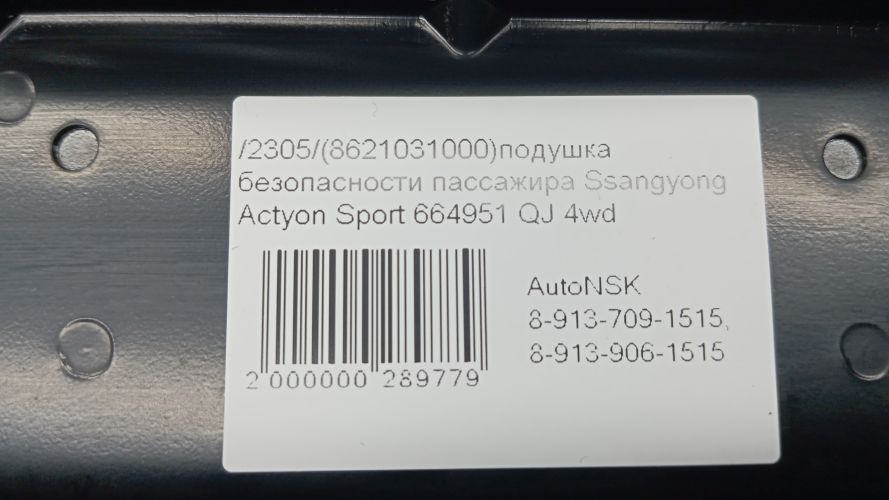 /2305/(8621031000)подушка
безопасности пассажира Ssangyong
Actyon Sport 664951 QJ 4wd
AutoNSK
8-913-709-1515,
8-913-906-1515
2 000000 289779